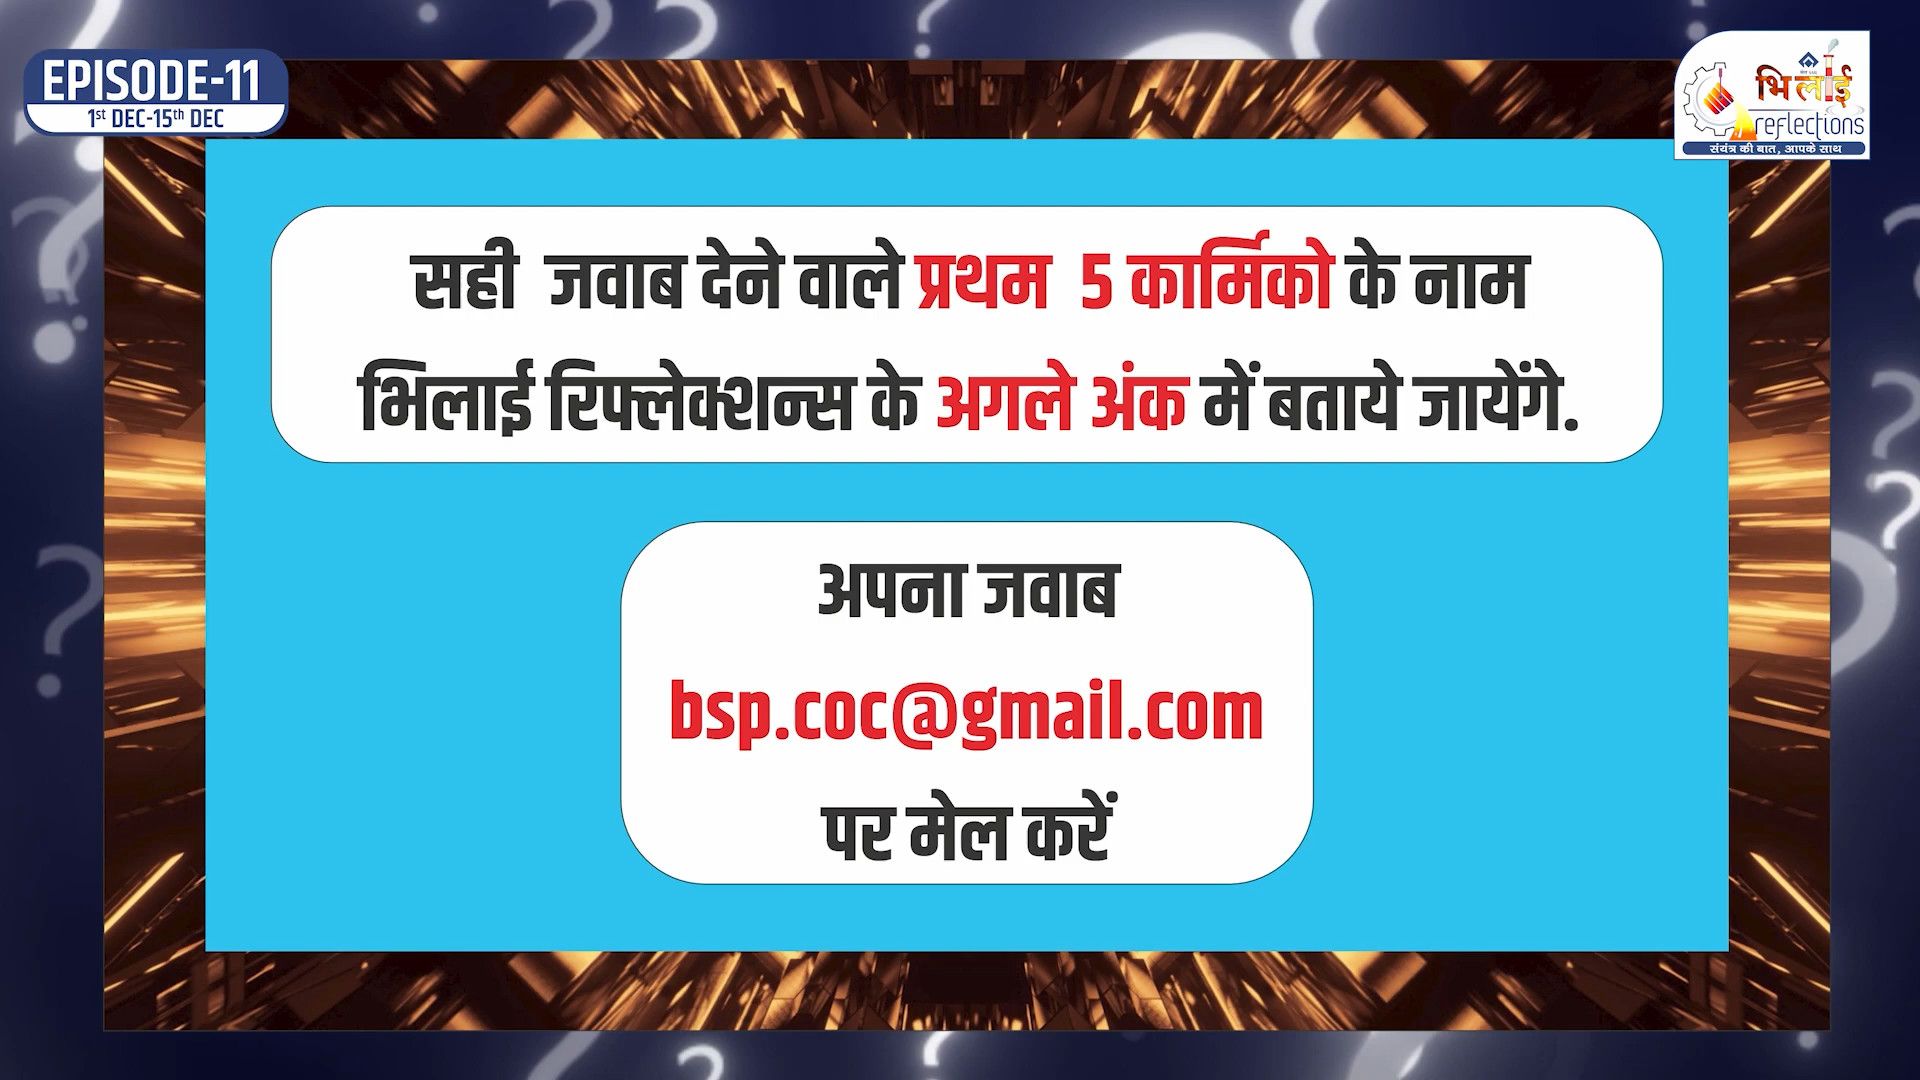 EPISODE-11
1st DEC-15th DEC
भिलाई
reflections
संयंत्र की बात, आपके साथ
सही जवाब देने वाले प्रथम 5 कार्मिको के नाम
भिलाई रिफ्लेक्शन्स के अगले अंक में बताये जायेंगे.
अपना जवाब
bsp.coc@gmail.com
पर मेल करें